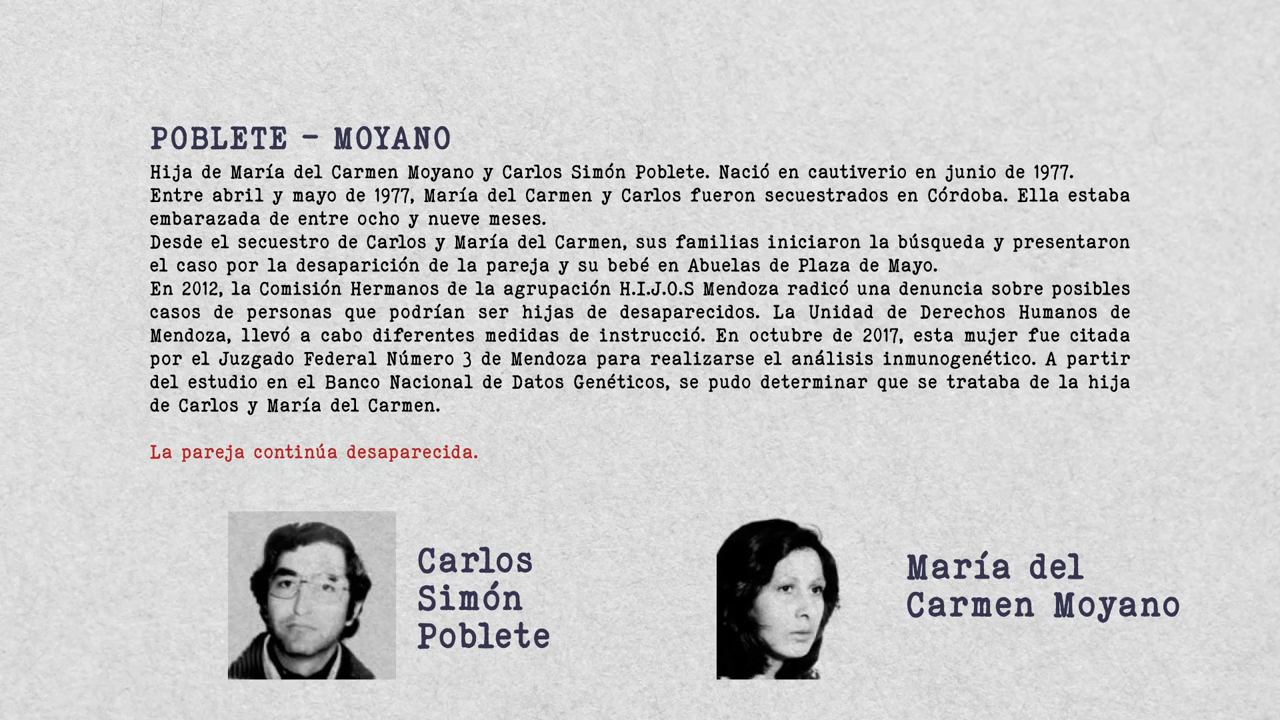 POBLETE - MOYANO
Hija de María del Carmen Moyano y Carlos Simón Poblete. Nació en cautiverio en junio de 1977.
Entre abril y mayo de 1977, María del Carmen y Carlos fueron secuestrados en Córdoba. Ella estaba
embarazada de entre ocho y nueve meses.
Desde el secuestro de Carlos y María del Carmen, sus familias iniciaron la búsqueda y presentaron
el caso por la desaparición de la pareja y su bebé en Abuelas de Plaza de Mayo.
En 2012, la Comisión Hermanos de la agrupación H.I.J.O.S Mendoza radicó una denuncia sobre posibles
casos de personas que podrían ser hijas de desaparecidos. La Unidad de Derechos Humanos de
Mendoza, llevó a cabo diferentes medidas de instrucció. En octubre de 2017, esta mujer fue citada
por el Juzgado Federal Número 3 de Mendoza para realizarse el análisis inmunogenético. A partir
del estudio en el Banco Nacional de Datos Genéticos, se pudo determinar que se trataba de la hija
de Carlos y María del Carmen.
La pareja continúa desaparecida.
Carlos
Simón
Poblete
María del
Carmen Moyano